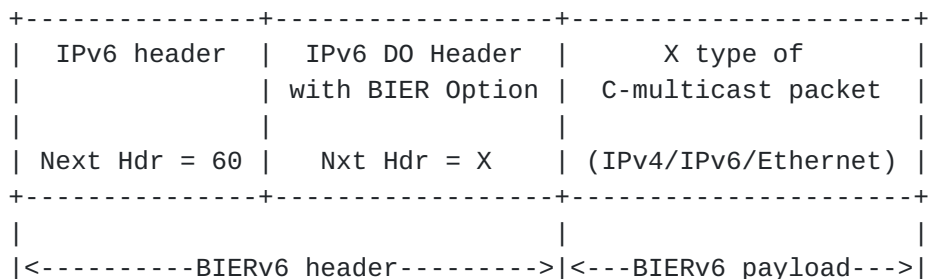 +---------------+------------------+----------------------+
|  IPv6 header  |  IPv6 DO Header  |      X type of       |
|               | with BIER Option |  C-multicast packet  |
|               |                  |                      |
| Next Hdr = 60 |   Nxt Hdr = X    | (IPv4/IPv6/Ethernet) |
+---------------+------------------+----------------------+
|                                  |                      |
|<----------BIERv6 header--------->|<---BIERv6 payload--->|